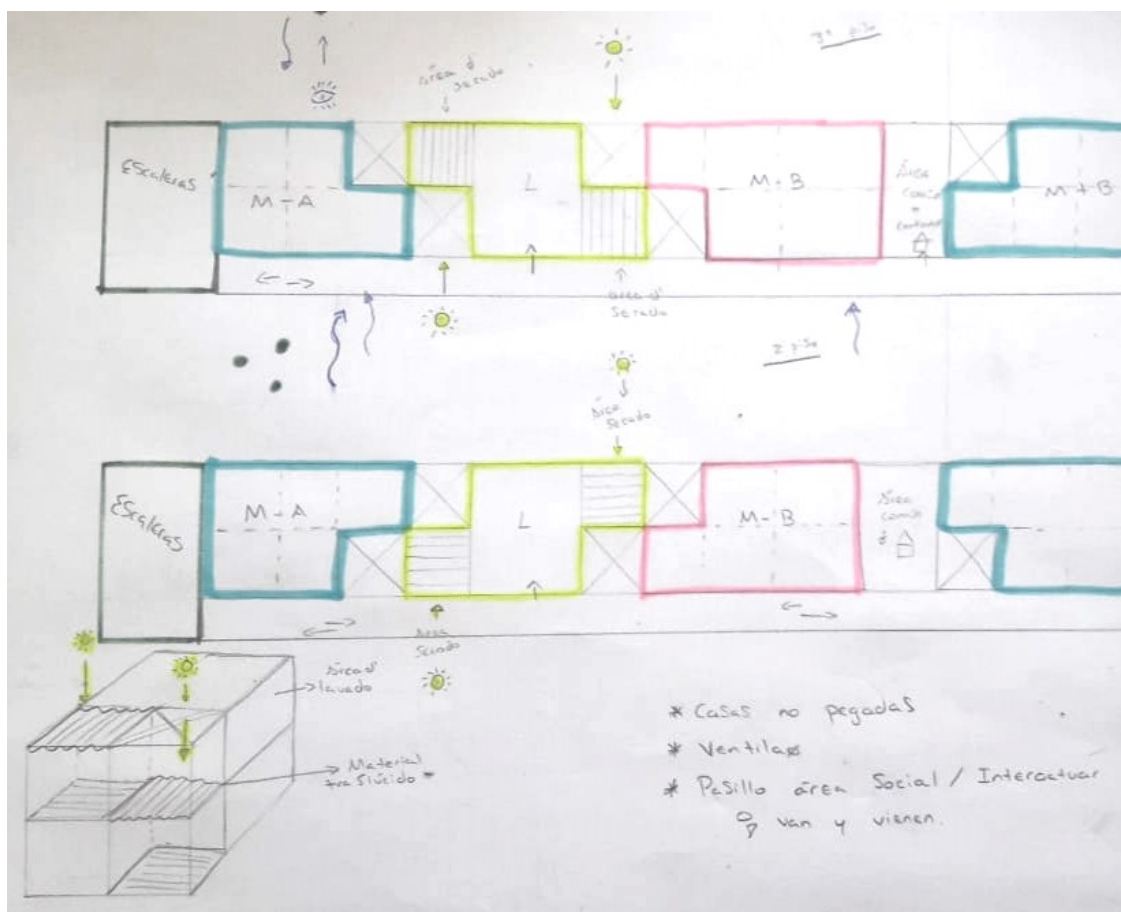 3º piso
área d'
Secado
Escaleras
M - A
L
M - B
Área
común
M + B
área d'
Secado
2 piso
Área
Secado
Escaleras
M - A
L
M - B
Área
común
Área
Secado
Área d'
lavado
Material
traslúcido *
* Casas no pegadas
* Ventilas
* Pasillo área Social / Interactuar
van y vienen.